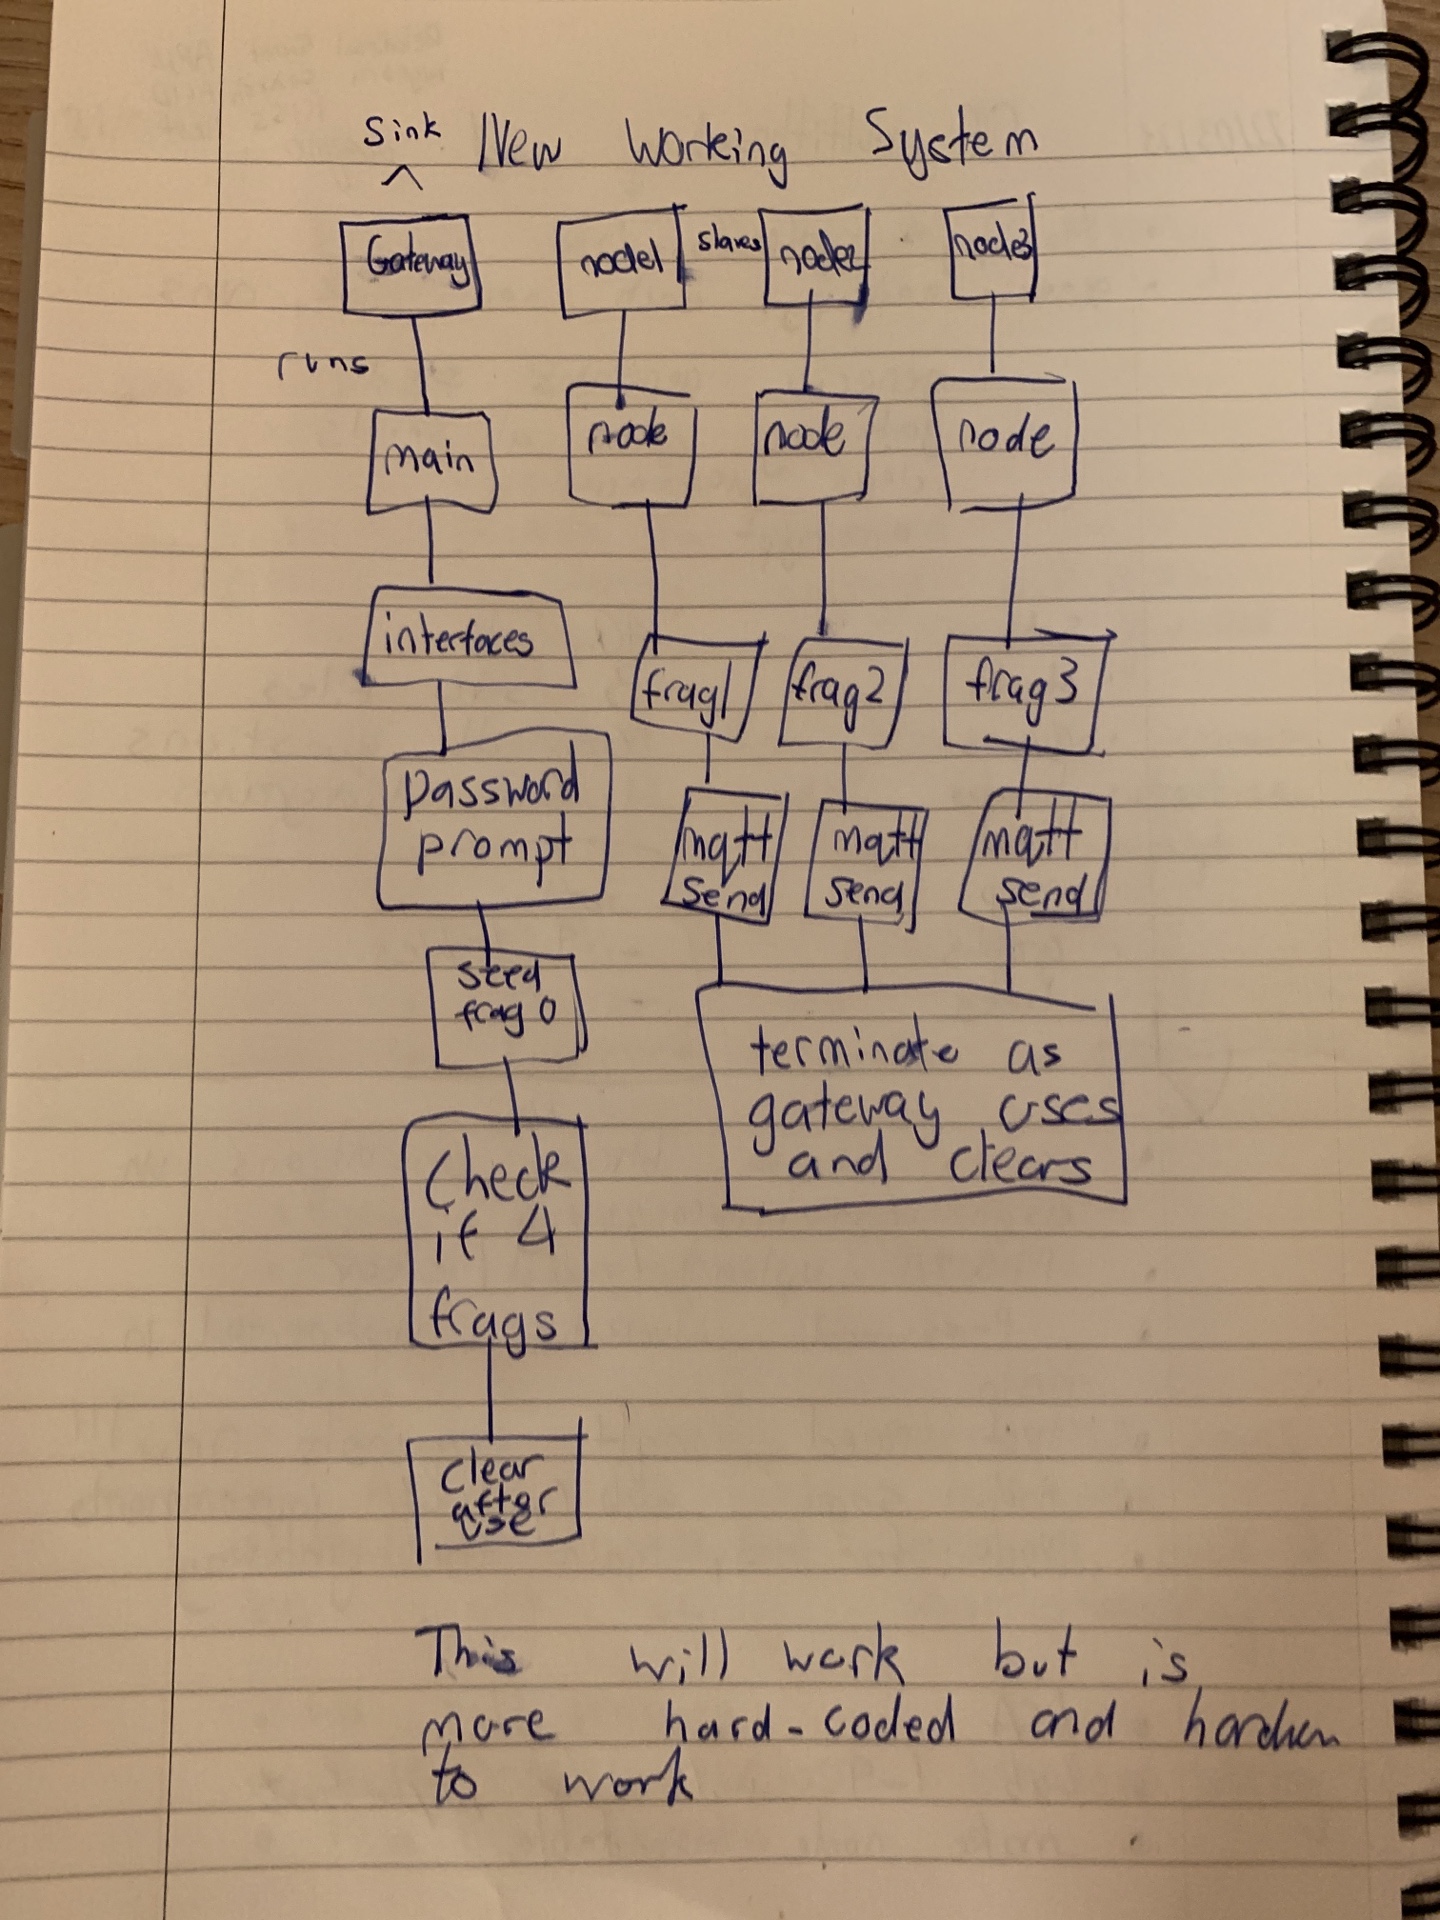 Sink
New Working System
Gateway node1 slaves node2 node3
runs
main node node node
interfaces frag1 frag2 frag3
password
prompt
matt matt matt
send send send
seed
frag 0
terminate as
gateway uses
and clears
Check
if 4
frags
Clear
after
use
This will work but is
more hard-coded and harden
to work